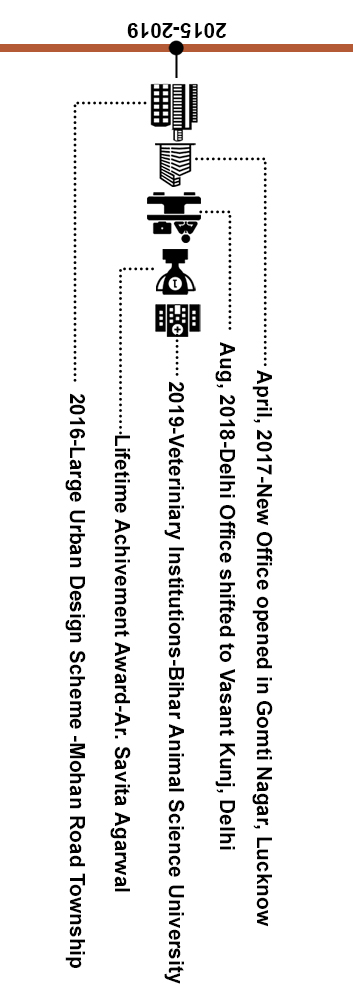 April, 2017-New Office opened in Gomti Nagar, Lucknow
Aug, 2018-Delhi Office shifted to Vasant Kunj, Delhi
2019-Veteriniary Institutions-Bihar Animal Science University
Lifetime Achivement Award-Ar. Savita Agarwal
2016-Large Urban Design Scheme -Mohan Road Township
1
2015-2019